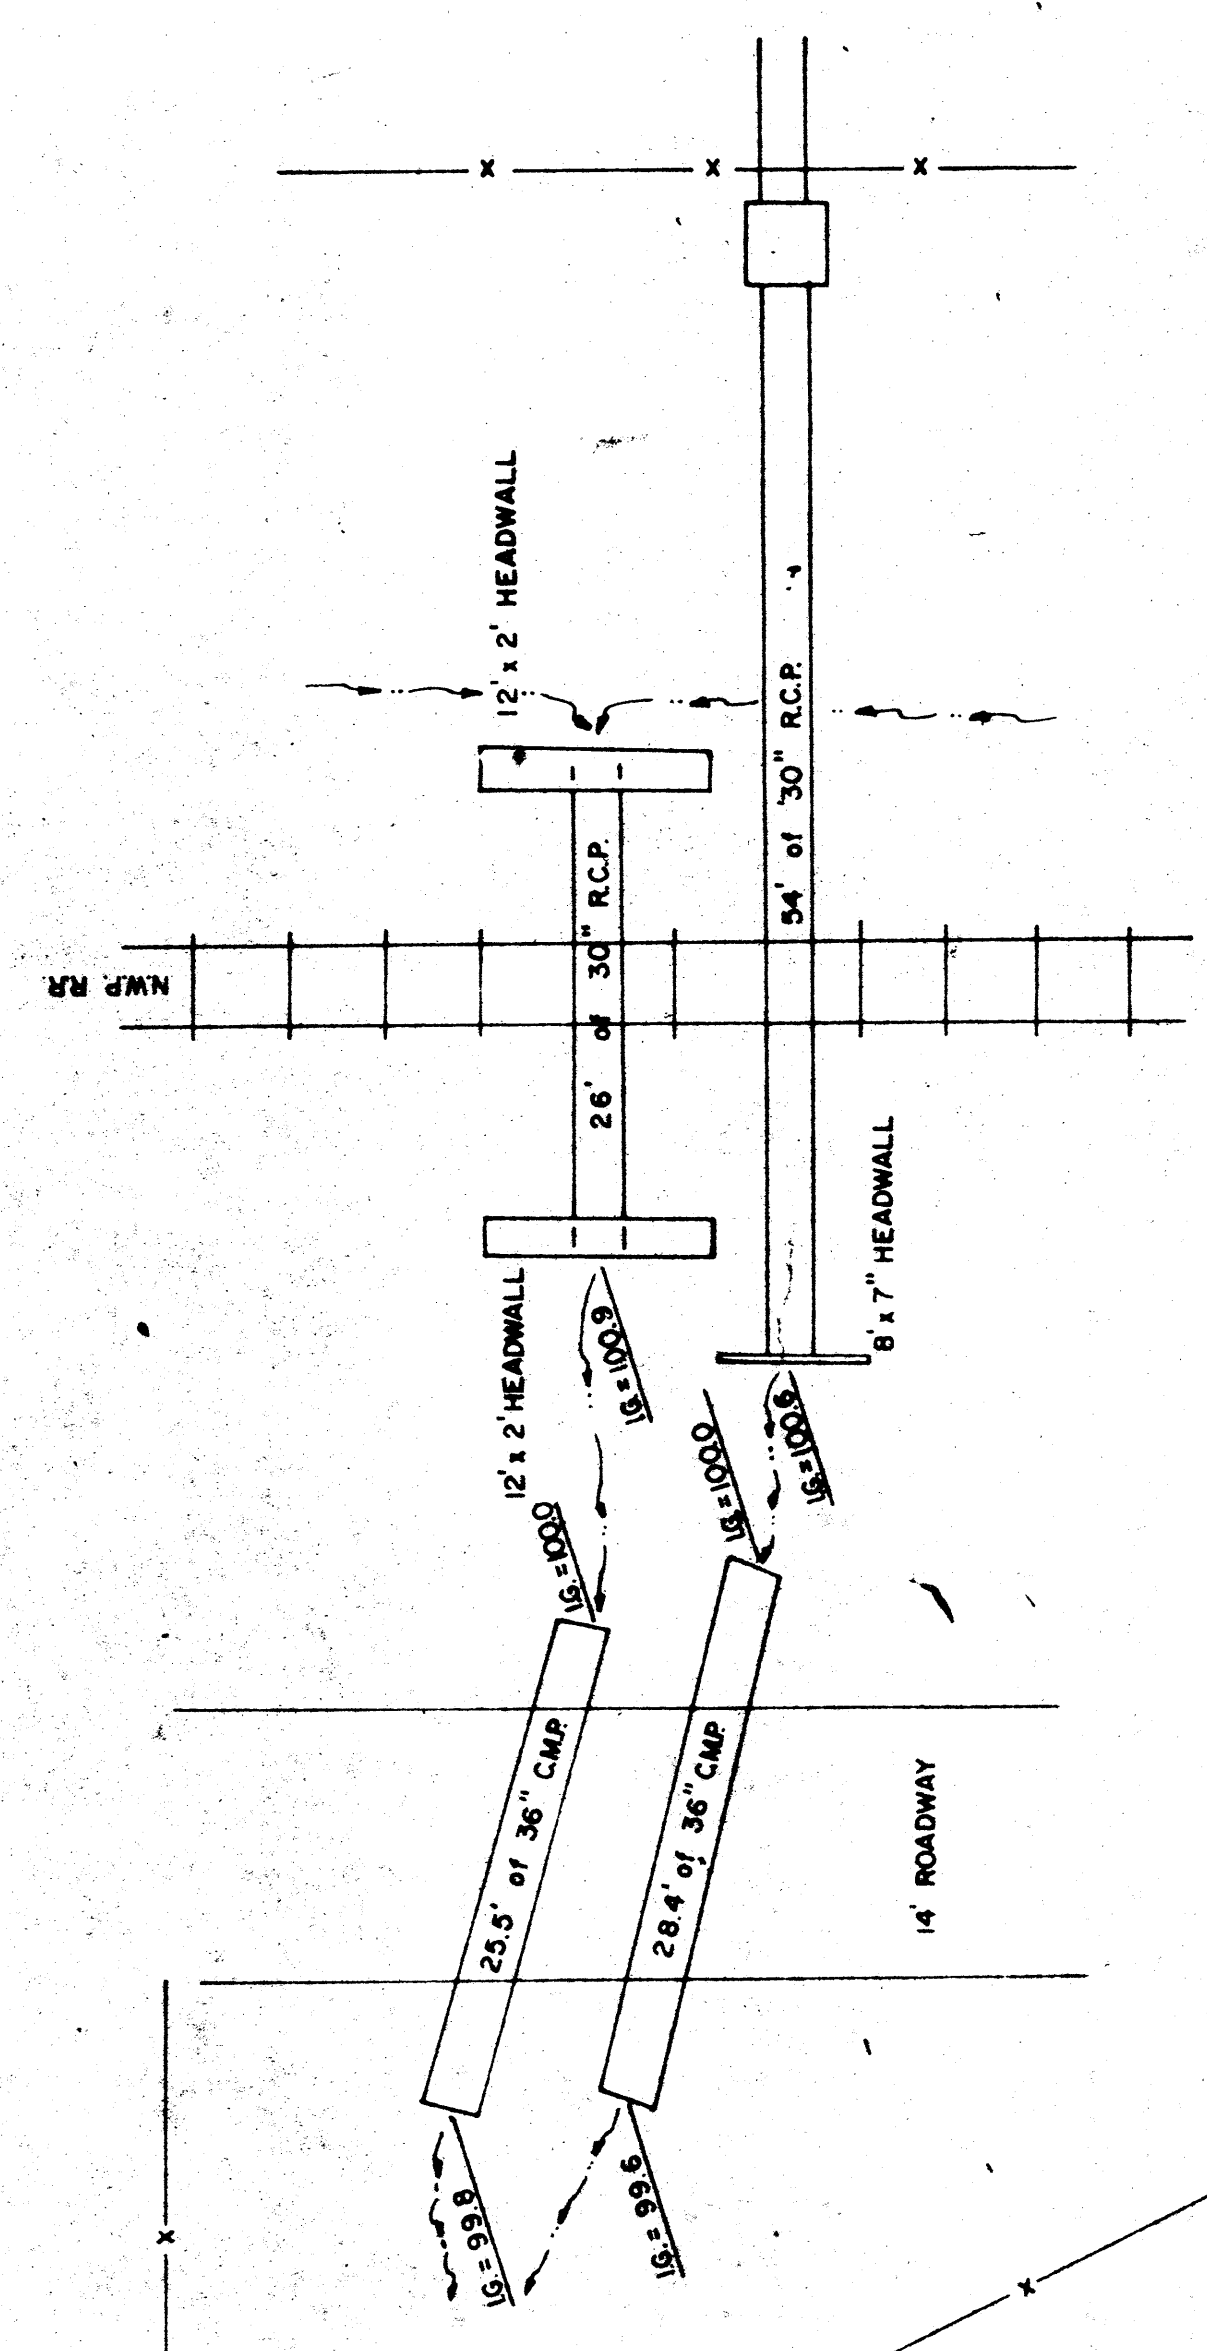 12' x 2' HEADWALL
54' of 30" R.C.P.
26' of 30" R.C.P.
N.W.P. R.R.
8' x 7" HEADWALL
12' x 2' HEADWALL
I.G. = 100.9
I.G. = 100.6
I.G. = 100.0
I.G. = 100.0
25.5' of 36" C.M.P.
28.4' of 36" C.M.P.
14' ROADWAY
I.G. = 99.8
I.G. = 99.6